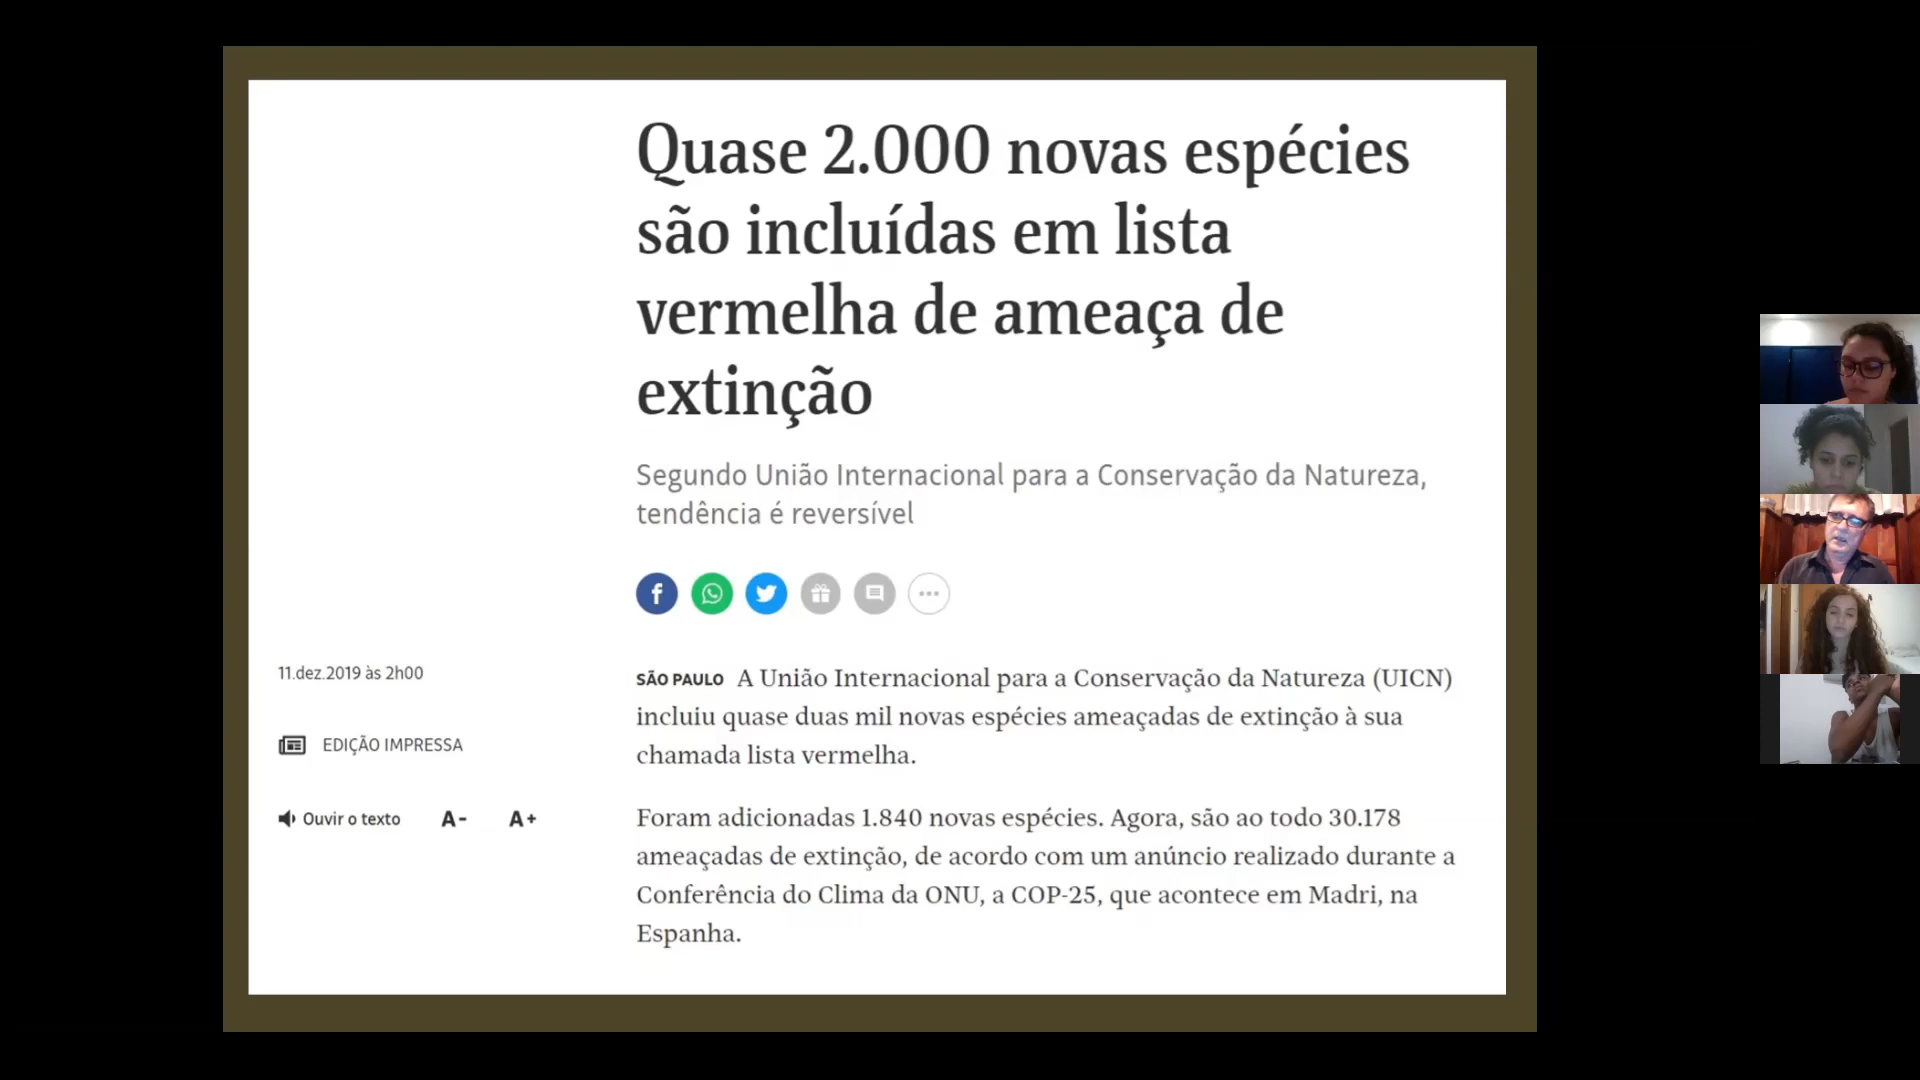 Quase 2.000 novas espécies
são incluídas em lista
vermelha de ameaça de
extinção
Segundo União Internacional para a Conservação da Natureza,
tendência é reversível
11.dez.2019 às 2h00
EDIÇÃO IMPRESSA
Ouvir o texto A- A+
SÃO PAULO A União Internacional para a Conservação da Natureza (UICN)
incluiu quase duas mil novas espécies ameaçadas de extinção à sua
chamada lista vermelha.
Foram adicionadas 1.840 novas espécies. Agora, são ao todo 30.178
ameaçadas de extinção, de acordo com um anúncio realizado durante a
Conferência do Clima da ONU, a COP-25, que acontece em Madri, na
Espanha.